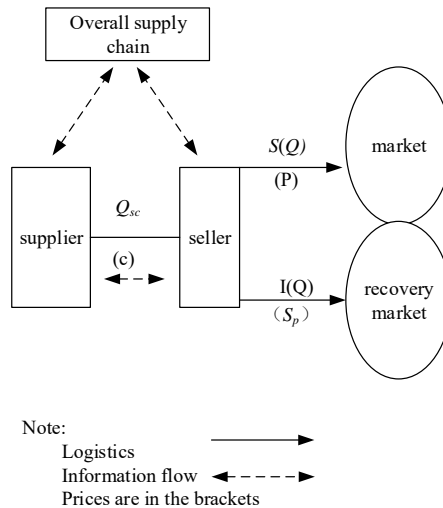 Overall supply
chain
S(Q)
market
(P)
Q_sc
supplier
seller
(c)
I(Q)
recovery
market
（S_p）
Note:
Logistics
Information flow
Prices are in the brackets